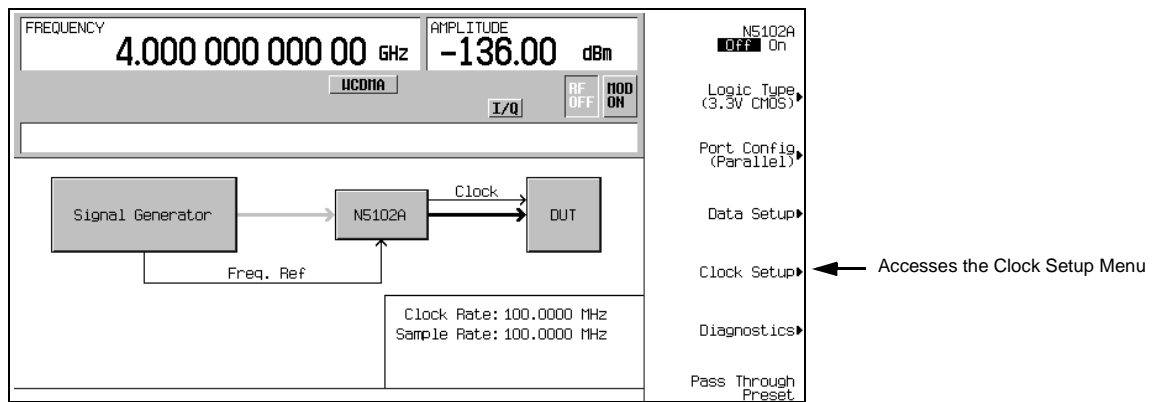 FREQUENCY
4.000 000 000 00 GHz
AMPLITUDE
-136.00 dBm
WCDMA
I/Q
RF
OFF
MOD
ON
Signal Generator
N5102A
Clock
DUT
Freq. Ref
Clock Rate: 100.0000 MHz
Sample Rate: 100.0000 MHz
N5102A
Off On
Logic Type
(3.3V CMOS)
Port Config
(Parallel)
Data Setup
Clock Setup
Diagnostics
Pass Through
Preset
Accesses the Clock Setup Menu